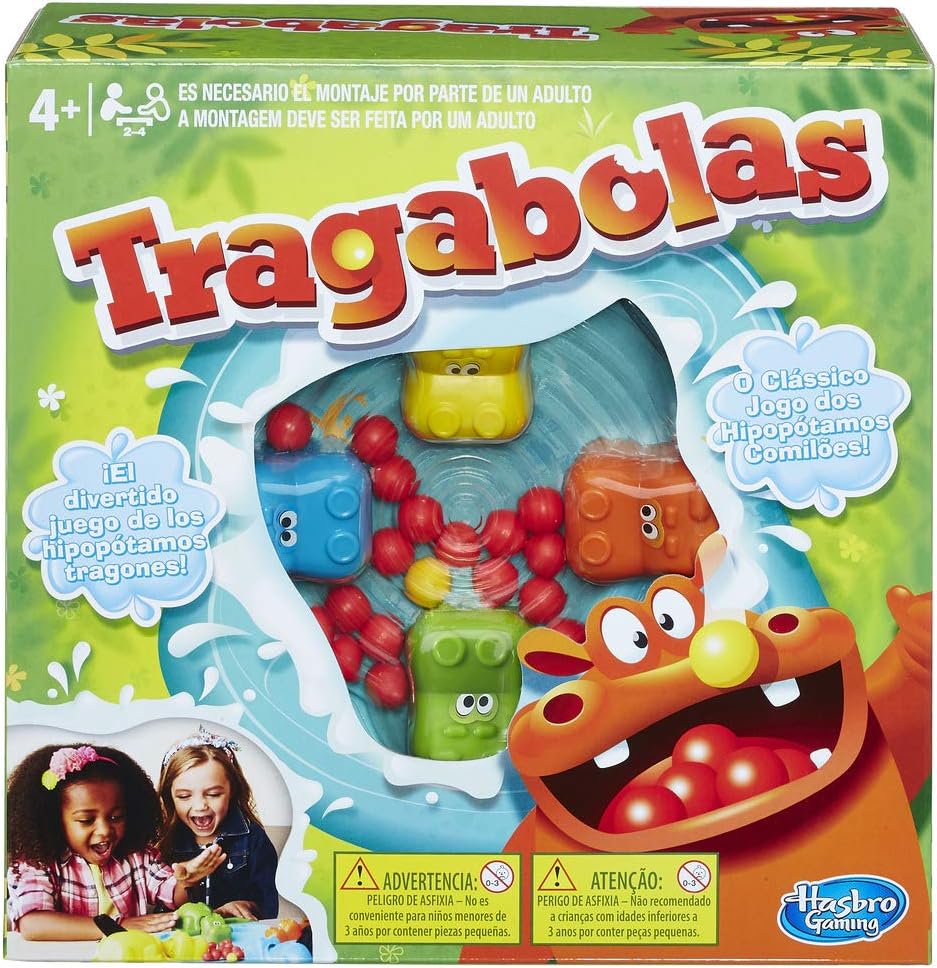 Tragabolas
4+
2-4
ES NECESARIO EL MONTAJE POR PARTE DE UN ADULTO
A MONTAGEM DEVE SER FEITA POR UM ADULTO
Tragabolas
O Clássico
Jogo dos
Hipopótamos
Comilões!
¡El
divertido
juego de los
hipopótamos
tragones!
ADVERTENCIA:
0-3
PELIGRO DE ASFIXIA – No es
conveniente para niños menores de
3 años por contener piezas pequeñas.
ATENÇÃO:
0-3
PERIGO DE ASFIXIA – Não recomendado
a crianças com idades inferiores a
3 anos por conter peças pequenas.
Hasbro
Gaming